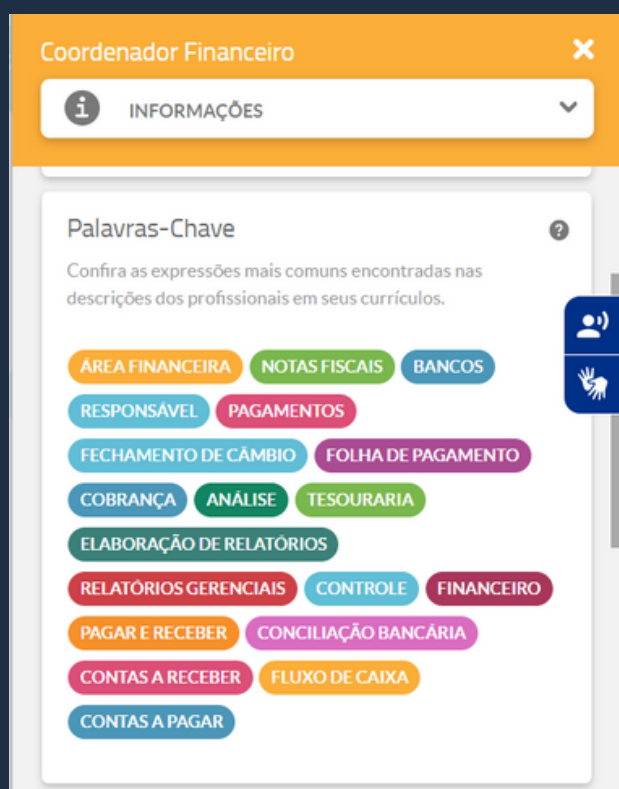 Coordenador Financeiro
INFORMAÇÕES
Palavras-Chave
Confira as expressões mais comuns encontradas nas
descrições dos profissionais em seus currículos.
ÁREA FINANCEIRA NOTAS FISCAIS BANCOS
RESPONSÁVEL PAGAMENTOS
FECHAMENTO DE CÂMBIO FOLHA DE PAGAMENTO
COBRANÇA ANÁLISE TESOURARIA
ELABORAÇÃO DE RELATÓRIOS
RELATÓRIOS GERENCIAIS CONTROLE FINANCEIRO
PAGAR E RECEBER CONCILIAÇÃO BANCÁRIA
CONTAS A RECEBER FLUXO DE CAIXA
CONTAS A PAGAR